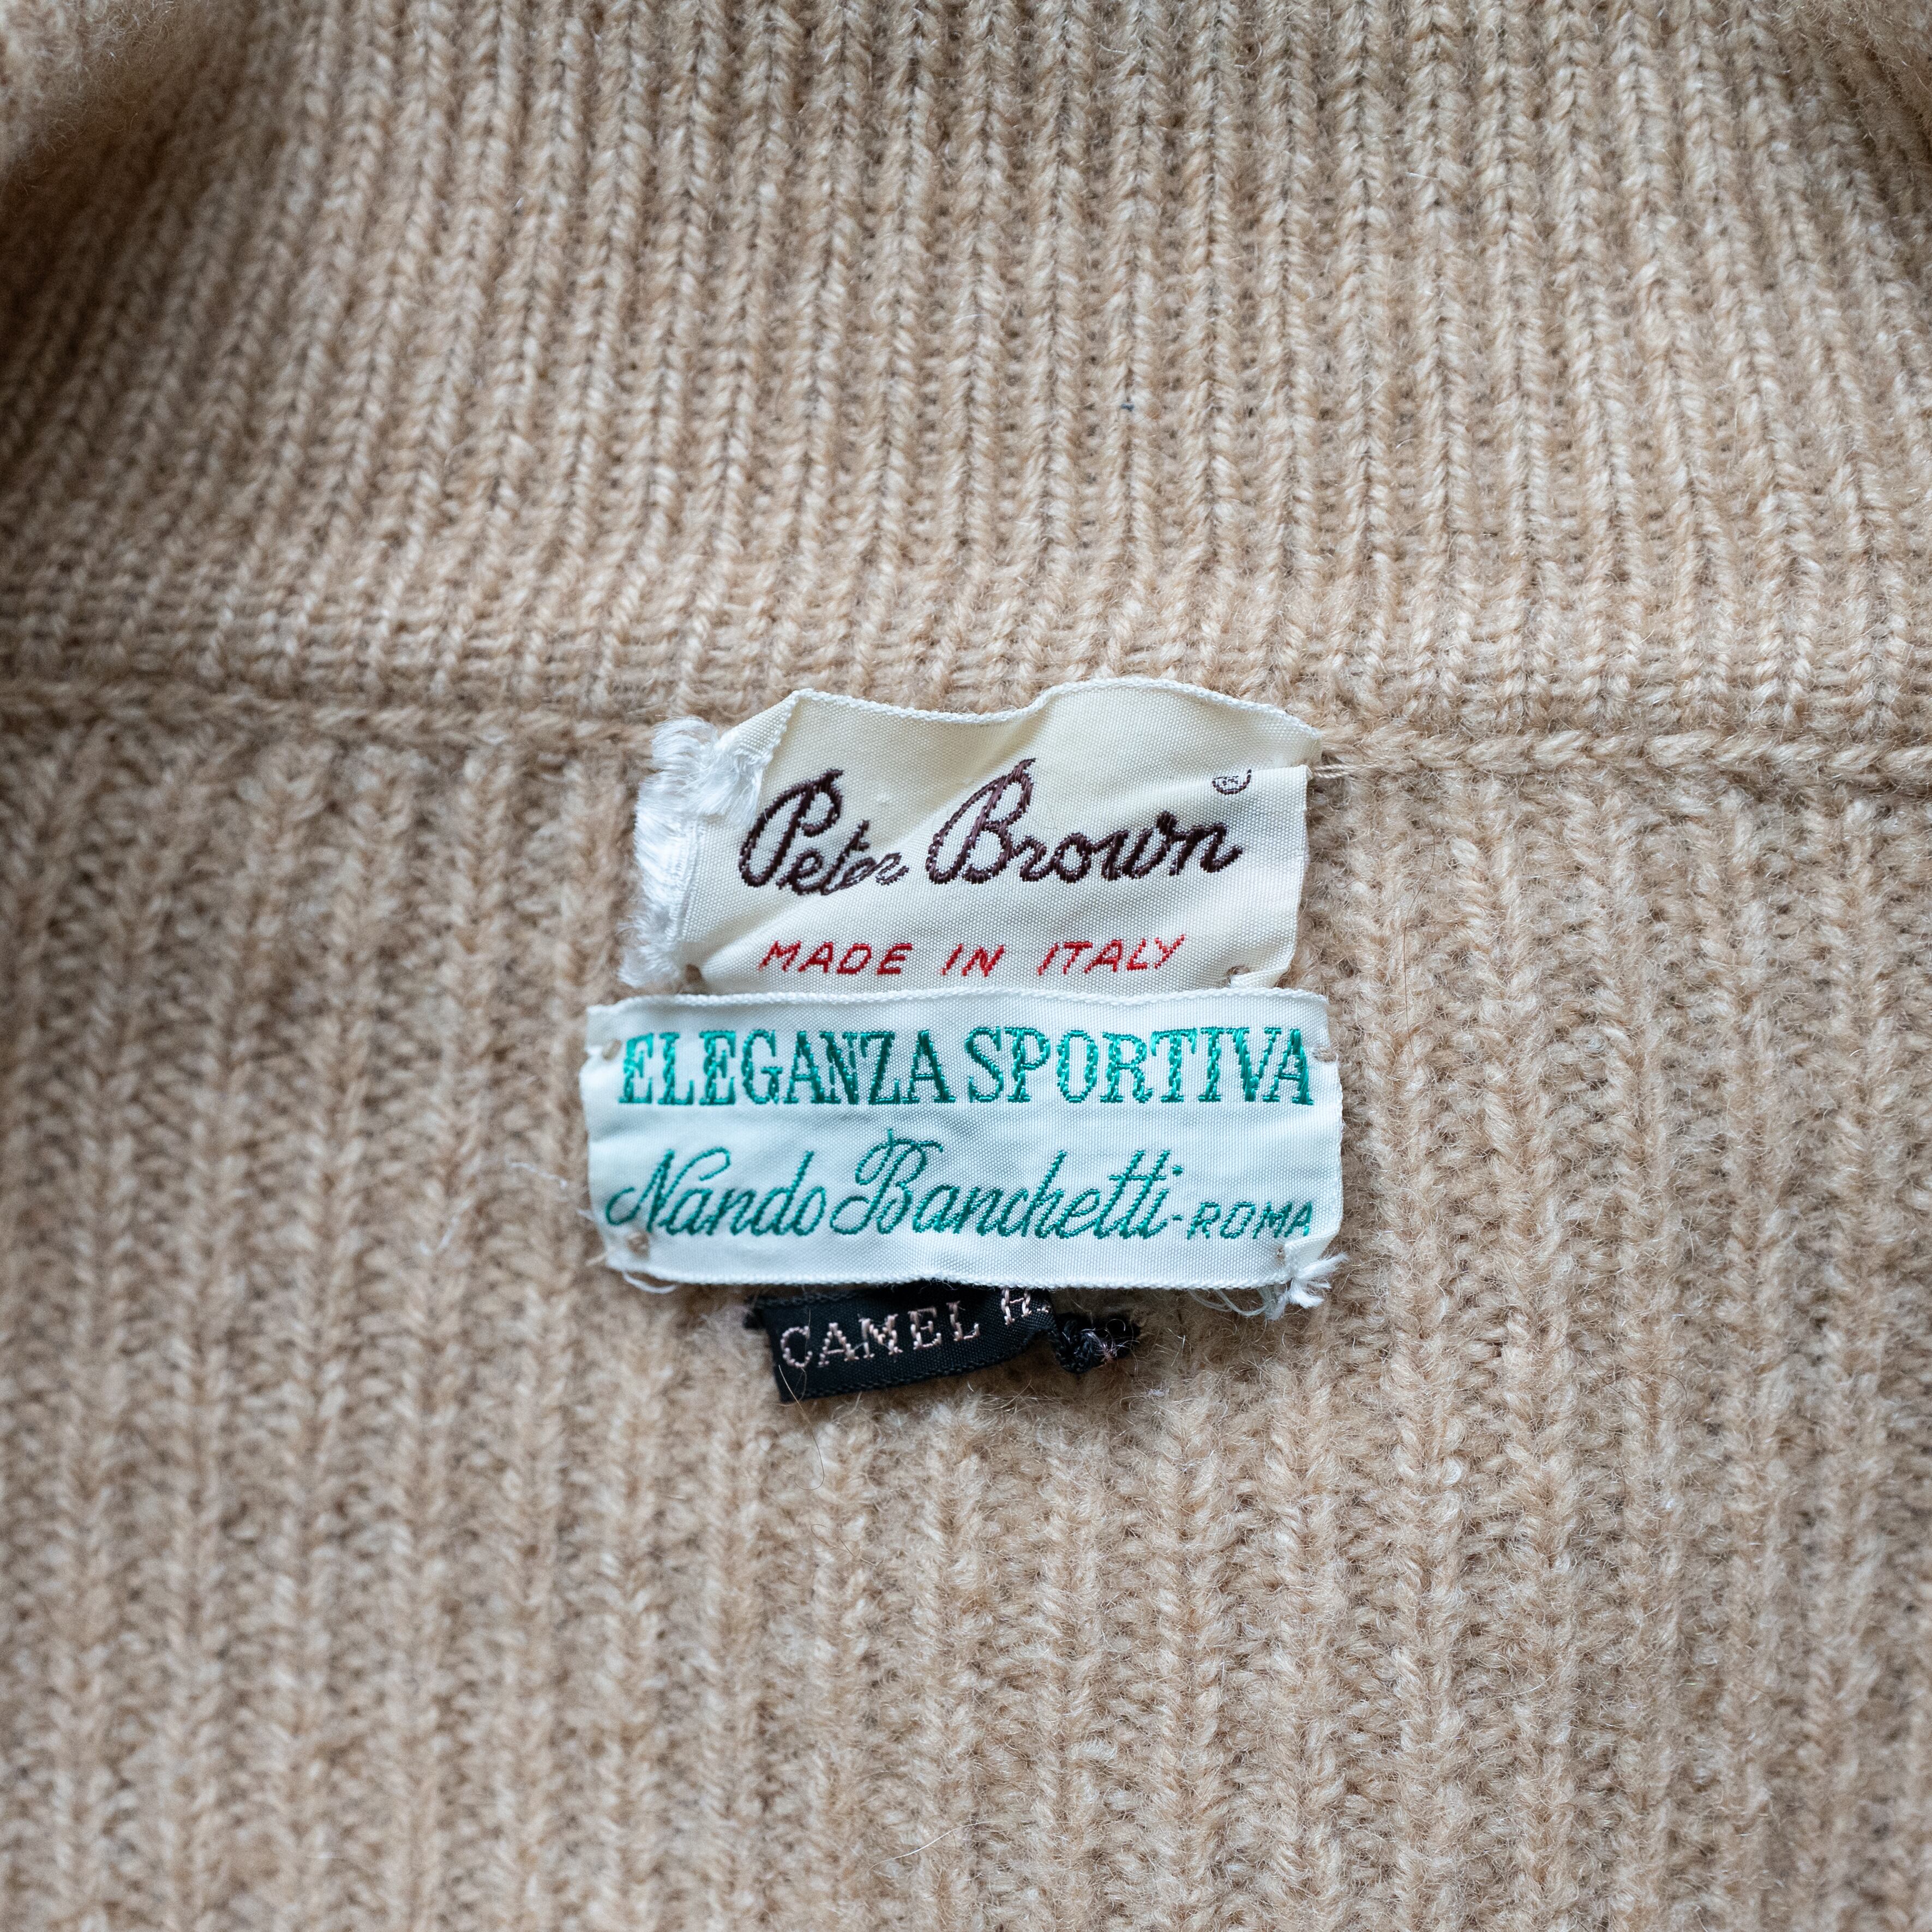 Peter Brown®
MADE IN ITALY
ELEGANZA SPORTIVA
Nando Banchetti - ROMA
CAMEL H